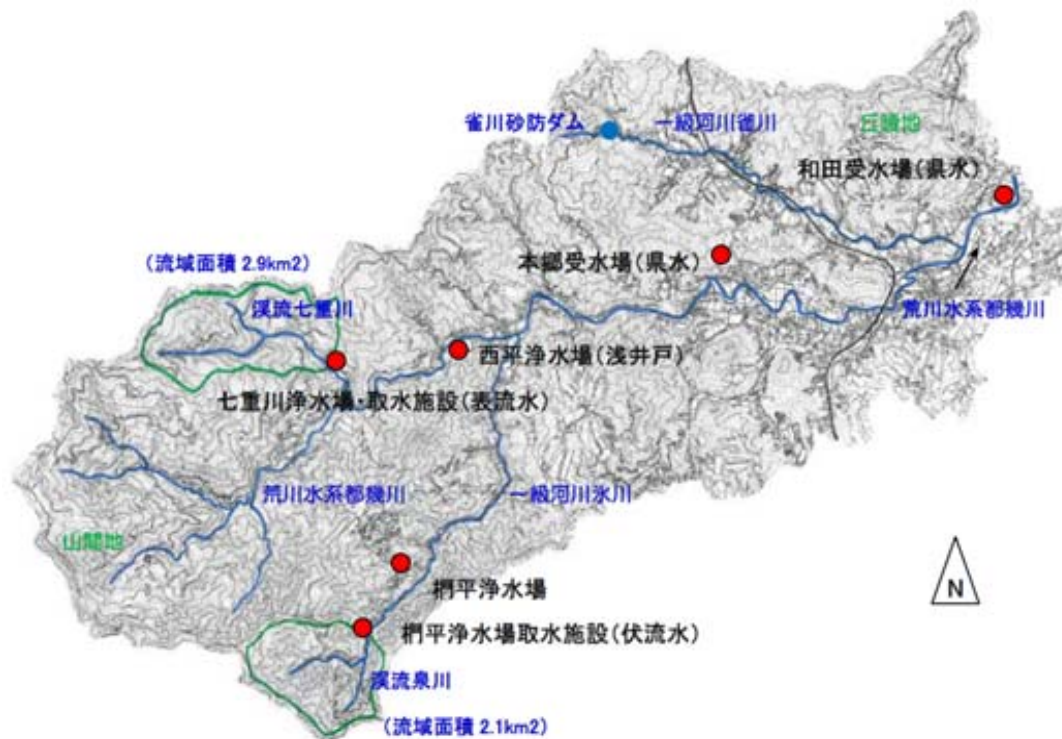 雀川砂防ダム
一級河川雀川
丘陵地
和田受水場(県水)
本郷受水場(県水)
(流域面積 2.9km2)
渓流七重川
荒川水系都幾川
西平浄水場(浅井戸)
七重川浄水場・取水施設(表流水)
荒川水系都幾川
一級河川氷川
山間地
椚平浄水場
N
椚平浄水場取水施設(伏流水)
渓流泉川
(流域面積 2.1km2)